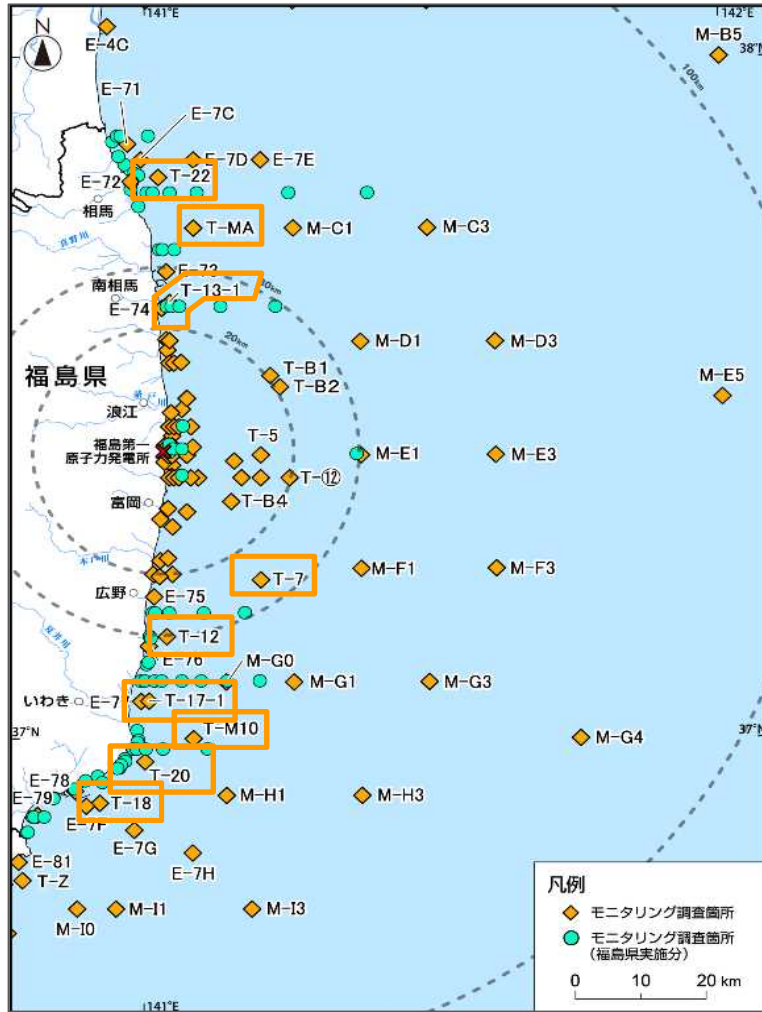 141°E
142°E
N
E-4C
M-B5
38°N
100km
E-71
E-7C
E-7D
E-7E
E-72
T-22
相馬
T-MA
M-C1
M-C3
真野川
E-73
南相馬
30km
T-13-1
E-74
20km
M-D1
M-D3
福島県
T-B1
T-B2
M-E5
浪江
T-5
福島第一
原子力発電所
M-E1
M-E3
T-⑫
富岡
T-B4
木戸川
T-7
M-F1
M-F3
広野
E-75
T-12
E-76
M-G0
いわき
T-17-1
M-G1
M-G3
T-M10
37°N
37°N
M-G4
T-20
E-78
E-79
T-18
M-H1
M-H3
E-7F
E-7G
E-7H
E-81
T-Z
M-I0
M-I1
M-I3
凡例
モニタリング調査箇所
モニタリング調査箇所
(福島県実施分)
0 10 20 km
141°E